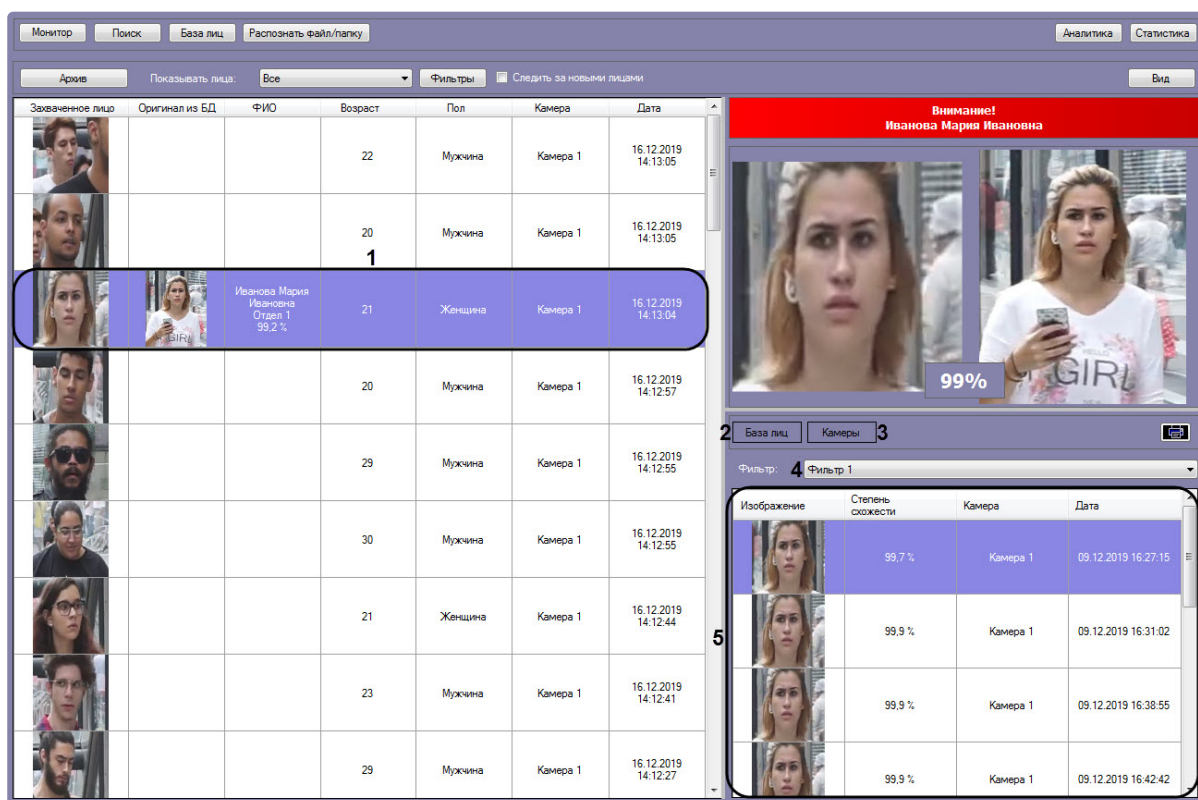 Монитор Поиск База лиц Распознать файл/папку Аналитика Статистика
Архив Показывать лица: Все Фильтры Следить за новыми лицами Вид
Захваченное лицо Оригинал из БД ФИО Возраст Пол Камера Дата
22 Мужчина Камера 1 16.12.2019
14:13:05
20 Мужчина Камера 1 16.12.2019
14:13:05
1
Иванова Мария
Ивановна
Отдел 1
99,2 %
21 Женщина Камера 1 16.12.2019
14:13:04
20 Мужчина Камера 1 16.12.2019
14:12:57
29 Мужчина Камера 1 16.12.2019
14:12:55
30 Мужчина Камера 1 16.12.2019
14:12:55
21 Женщина Камера 1 16.12.2019
14:12:44
23 Мужчина Камера 1 16.12.2019
14:12:41
29 Мужчина Камера 1 16.12.2019
14:12:27
Внимание!
Иванова Мария Ивановна
HELLO
GIRL
99%
2 База лиц Камеры 3
Фильтр: 4 Фильтр 1
Изображение Степень
схожести Камера Дата
99,7 % Камера 1 09.12.2019 16:27:15
5
99,9 % Камера 1 09.12.2019 16:31:02
99,9 % Камера 1 09.12.2019 16:38:55
99,9 % Камера 1 09.12.2019 16:42:42